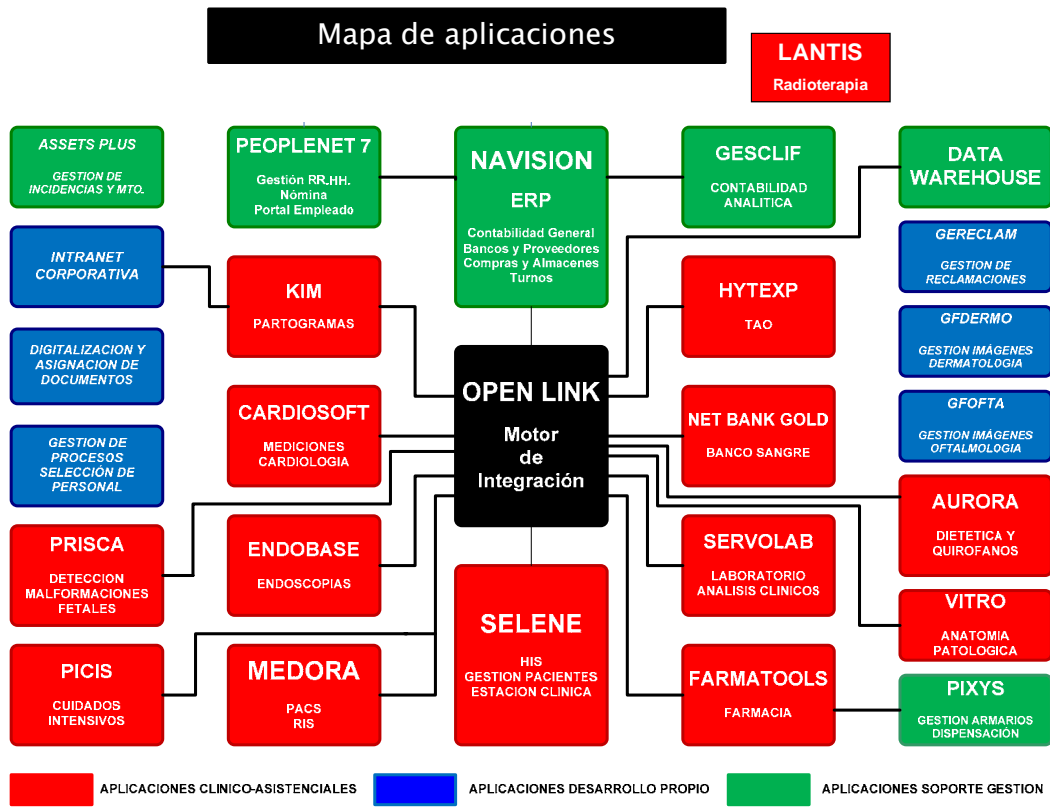 Mapa de aplicaciones
LANTIS
Radioterapia
ASSETS PLUS
GESTION DE
INCIDENCIAS Y MTO.
PEOPLENET 7
Gestión RR.HH.
Nómina
Portal Empleado
NAVISION
ERP
Contabilidad General
Bancos y Proveedores
Compras y Almacenes
Turnos
GESCLIF
CONTABILIDAD
ANALITICA
DATA
WAREHOUSE
INTRANET
CORPORATIVA
KIM
PARTOGRAMAS
HYTEXP
TAO
GERECLAM
GESTION DE
RECLAMACIONES
DIGITALIZACION Y
ASIGNACION DE
DOCUMENTOS
GFDERMO
GESTION IMÁGENES
DERMATOLOGIA
OPEN LINK
Motor
de
Integración
CARDIOSOFT
MEDICIONES
CARDIOLOGIA
NET BANK GOLD
BANCO SANGRE
GFOFTA
GESTION IMÁGENES
OFTALMOLOGIA
GESTION DE
PROCESOS
SELECCIÓN DE
PERSONAL
AURORA
DIETETICA Y
QUIROFANOS
PRISCA
DETECCION
MALFORMACIONES
FETALES
ENDOBASE
ENDOSCOPIAS
SERVOLAB
LABORATORIO
ANALISIS CLINICOS
SELENE
HIS
GESTION PACIENTES
ESTACION CLINICA
VITRO
ANATOMIA
PATOLOGICA
PICIS
CUIDADOS
INTENSIVOS
MEDORA
PACS
RIS
FARMATOOLS
FARMACIA
PIXYS
GESTION ARMARIOS
DISPENSACIÓN
APLICACIONES CLINICO-ASISTENCIALES
APLICACIONES DESARROLLO PROPIO
APLICACIONES SOPORTE GESTION